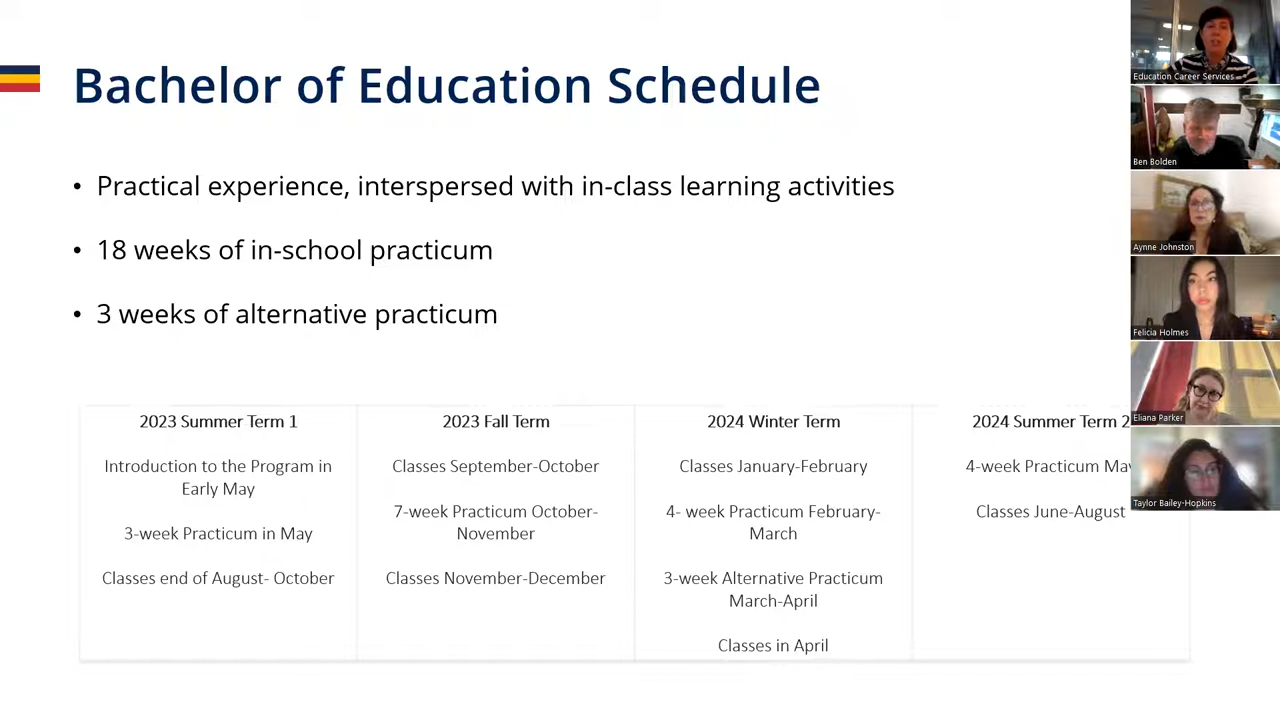 Bachelor of Education Schedule
• Practical experience, interspersed with in-class learning activities
• 18 weeks of in-school practicum
• 3 weeks of alternative practicum
2023 Summer Term 1
Introduction to the Program in
Early May
3-week Practicum in May
Classes end of August- October
2023 Fall Term
Classes September-October
7-week Practicum October-
November
Classes November-December
2024 Winter Term
Classes January-February
4- week Practicum February-
March
3-week Alternative Practicum
March-April
Classes in April
2024 Summer Term 2
4-week Practicum May
Classes June-August
Education Career Services
Ben Bolden
Aynne Johnston
Felicia Holmes
Eliana Parker
Taylor Bailey-Hopkins